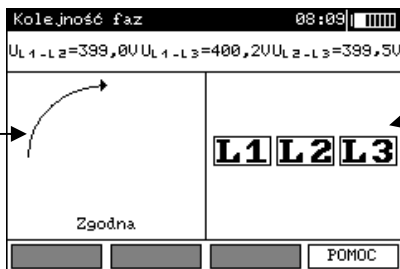 Kolejność faz 08:09
UL1-L2=399,0V UL1-L3=400,2V UL2-L3=399,5V
L1 L2 L3
Zgodna
POMOC